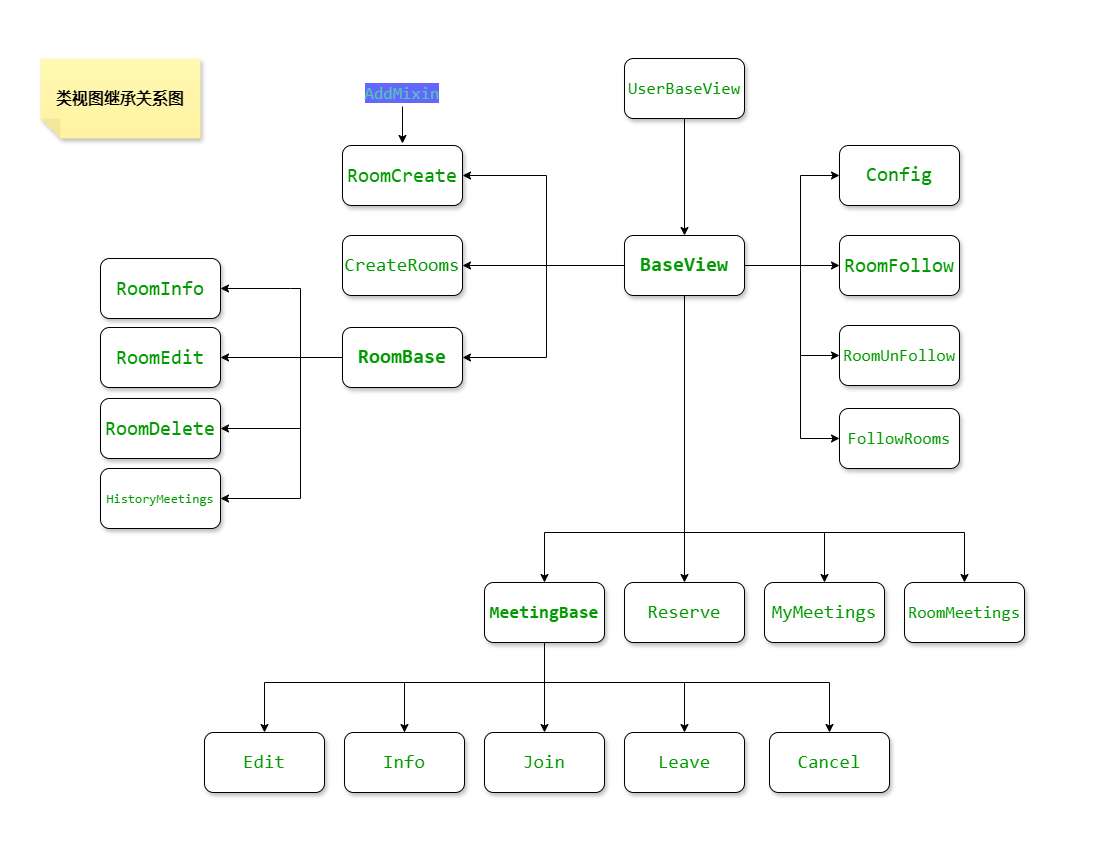 类视图继承关系图
AddMixin
UserBaseView
RoomCreate
Config
CreateRooms
BaseView
RoomFollow
RoomInfo
RoomEdit
RoomBase
RoomUnFollow
RoomDelete
FollowRooms
HistoryMeetings
MeetingBase
Reserve
MyMeetings
RoomMeetings
Edit
Info
Join
Leave
Cancel